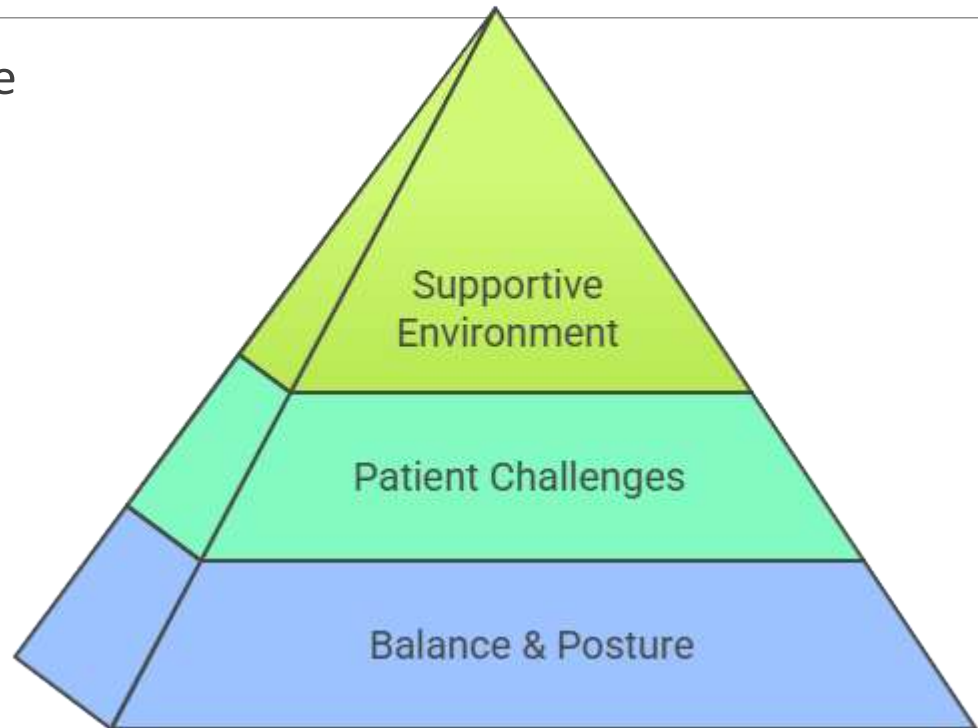 e
Supportive
Environment
Patient Challenges
Balance & Posture